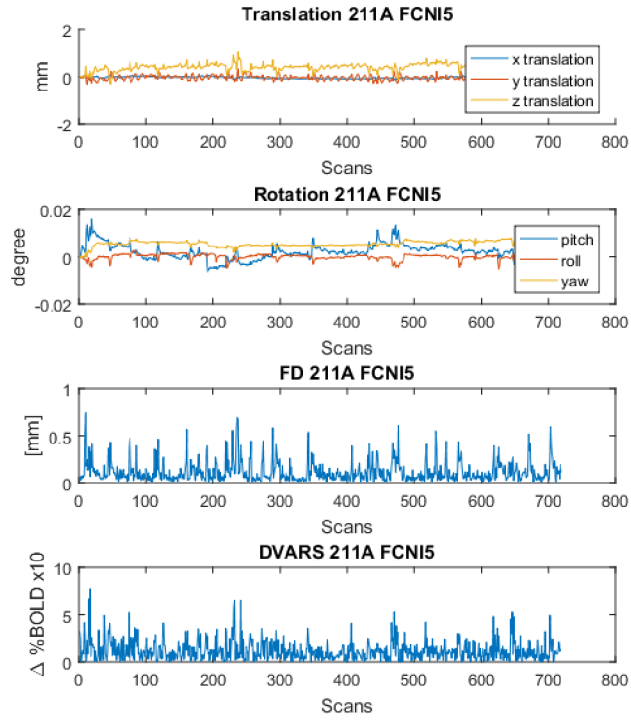 Translation 211A FCNI5
2
0
-2
mm
x translation
y translation
z translation
0 100 200 300 400 500 600 700 800
Scans
Rotation 211A FCNI5
0.02
0
-0.02
degree
pitch
roll
yaw
0 100 200 300 400 500 600 700 800
Scans
FD 211A FCNI5
1
0.5
0
[mm]
0 100 200 300 400 500 600 700 800
Scans
DVARS 211A FCNI5
10
5
0
Δ %BOLD x10
0 100 200 300 400 500 600 700 800
Scans